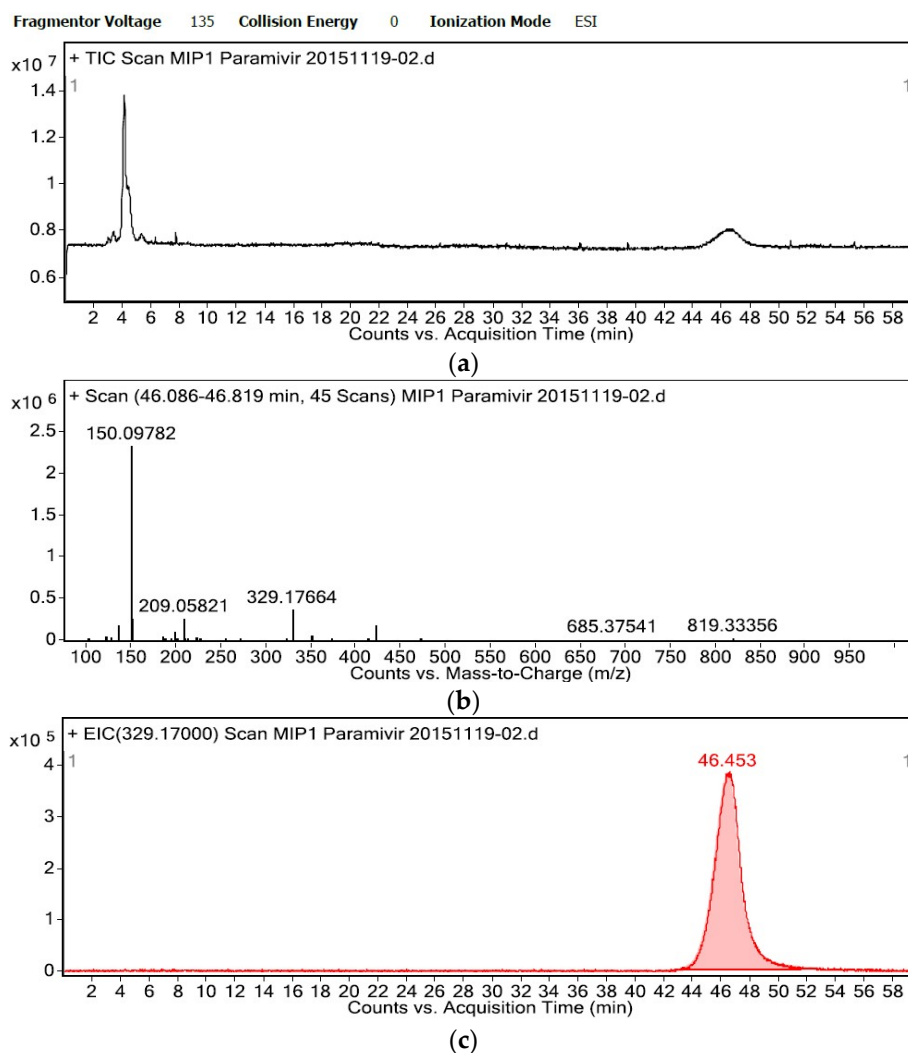 Fragmentor Voltage 135 Collision Energy 0 Ionization Mode ESI
x10 7
+ TIC Scan MIP1 Paramivir 20151119-02.d
1 1
1.4
1.2
1
0.8
0.6
2 4 6 8 10 12 14 16 18 20 22 24 26 28 30 32 34 36 38 40 42 44 46 48 50 52 54 56 58
Counts vs. Acquisition Time (min)
(a)
x10 6
+ Scan (46.086-46.819 min, 45 Scans) MIP1 Paramivir 20151119-02.d
2.5
150.09782
2
1.5
1
0.5
209.05821
329.17664
685.37541
819.33356
0
100 150 200 250 300 350 400 450 500 550 600 650 700 750 800 850 900 950
Counts vs. Mass-to-Charge (m/z)
(b)
x10 5
+ EIC(329.17000) Scan MIP1 Paramivir 20151119-02.d
1 1
46.453
4
3
2
1
0
2 4 6 8 10 12 14 16 18 20 22 24 26 28 30 32 34 36 38 40 42 44 46 48 50 52 54 56 58
Counts vs. Acquisition Time (min)
(c)